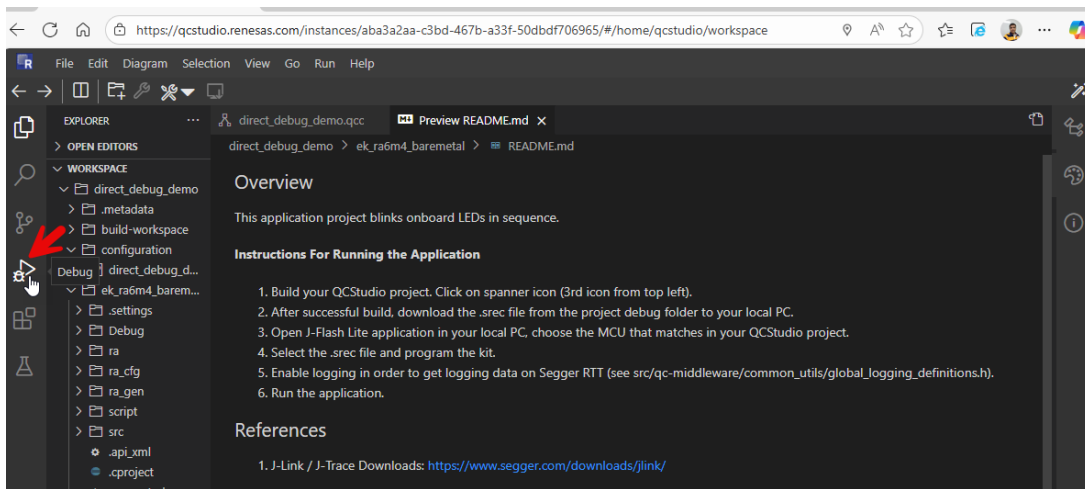 https://qcstudio.renesas.com/instances/aba3a2aa-c3bd-467b-a33f-50dbdf706965/#/home/qcstudio/workspace
R File Edit Diagram Selection View Go Run Help
EXPLORER ... direct_debug_demo.qcc Preview README.md
OPEN EDITORS direct_debug_demo > ek_ra6m4_baremetal > README.md
WORKSPACE
direct_debug_demo
.metadata
build-workspace
configuration
direct_debug_d...
Debug
ek_ra6m4_barem...
.settings
Debug
ra
ra_cfg
ra_gen
script
src
.api_xml
.cproject
Overview
This application project blinks onboard LEDs in sequence.
Instructions For Running the Application
1. Build your QCStudio project. Click on spanner icon (3rd icon from top left).
2. After successful build, download the .srec file from the project debug folder to your local PC.
3. Open J-Flash Lite application in your local PC, choose the MCU that matches in your QCStudio project.
4. Select the .srec file and program the kit.
5. Enable logging in order to get logging data on Segger RTT (see src/qc-middleware/common_utils/global_logging_definitions.h).
6. Run the application.
References
1. J-Link / J-Trace Downloads: https://www.segger.com/downloads/jlink/